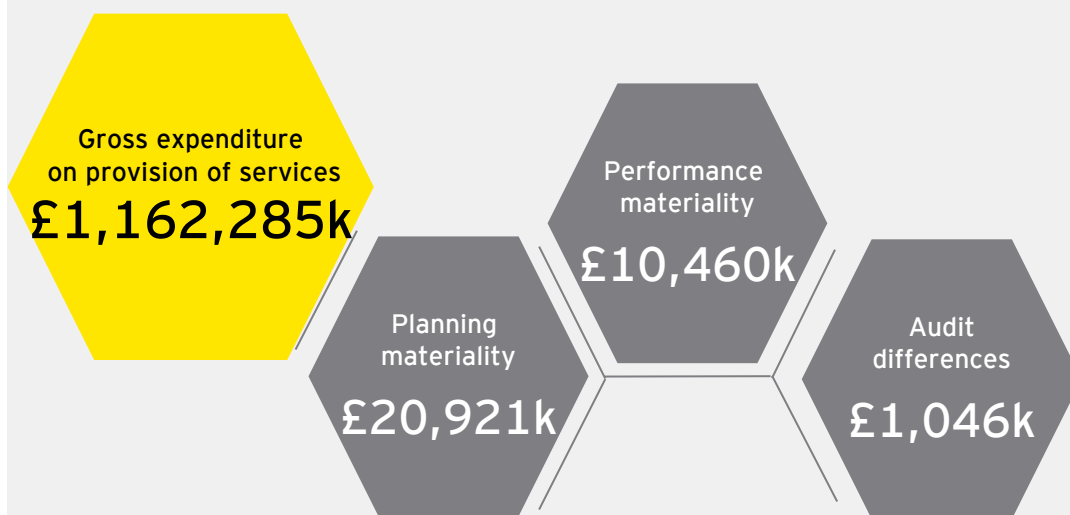 Gross expenditure
on provision of services
£1,162,285k
Planning
materiality
£20,921k
Performance
materiality
£10,460k
Audit
differences
£1,046k